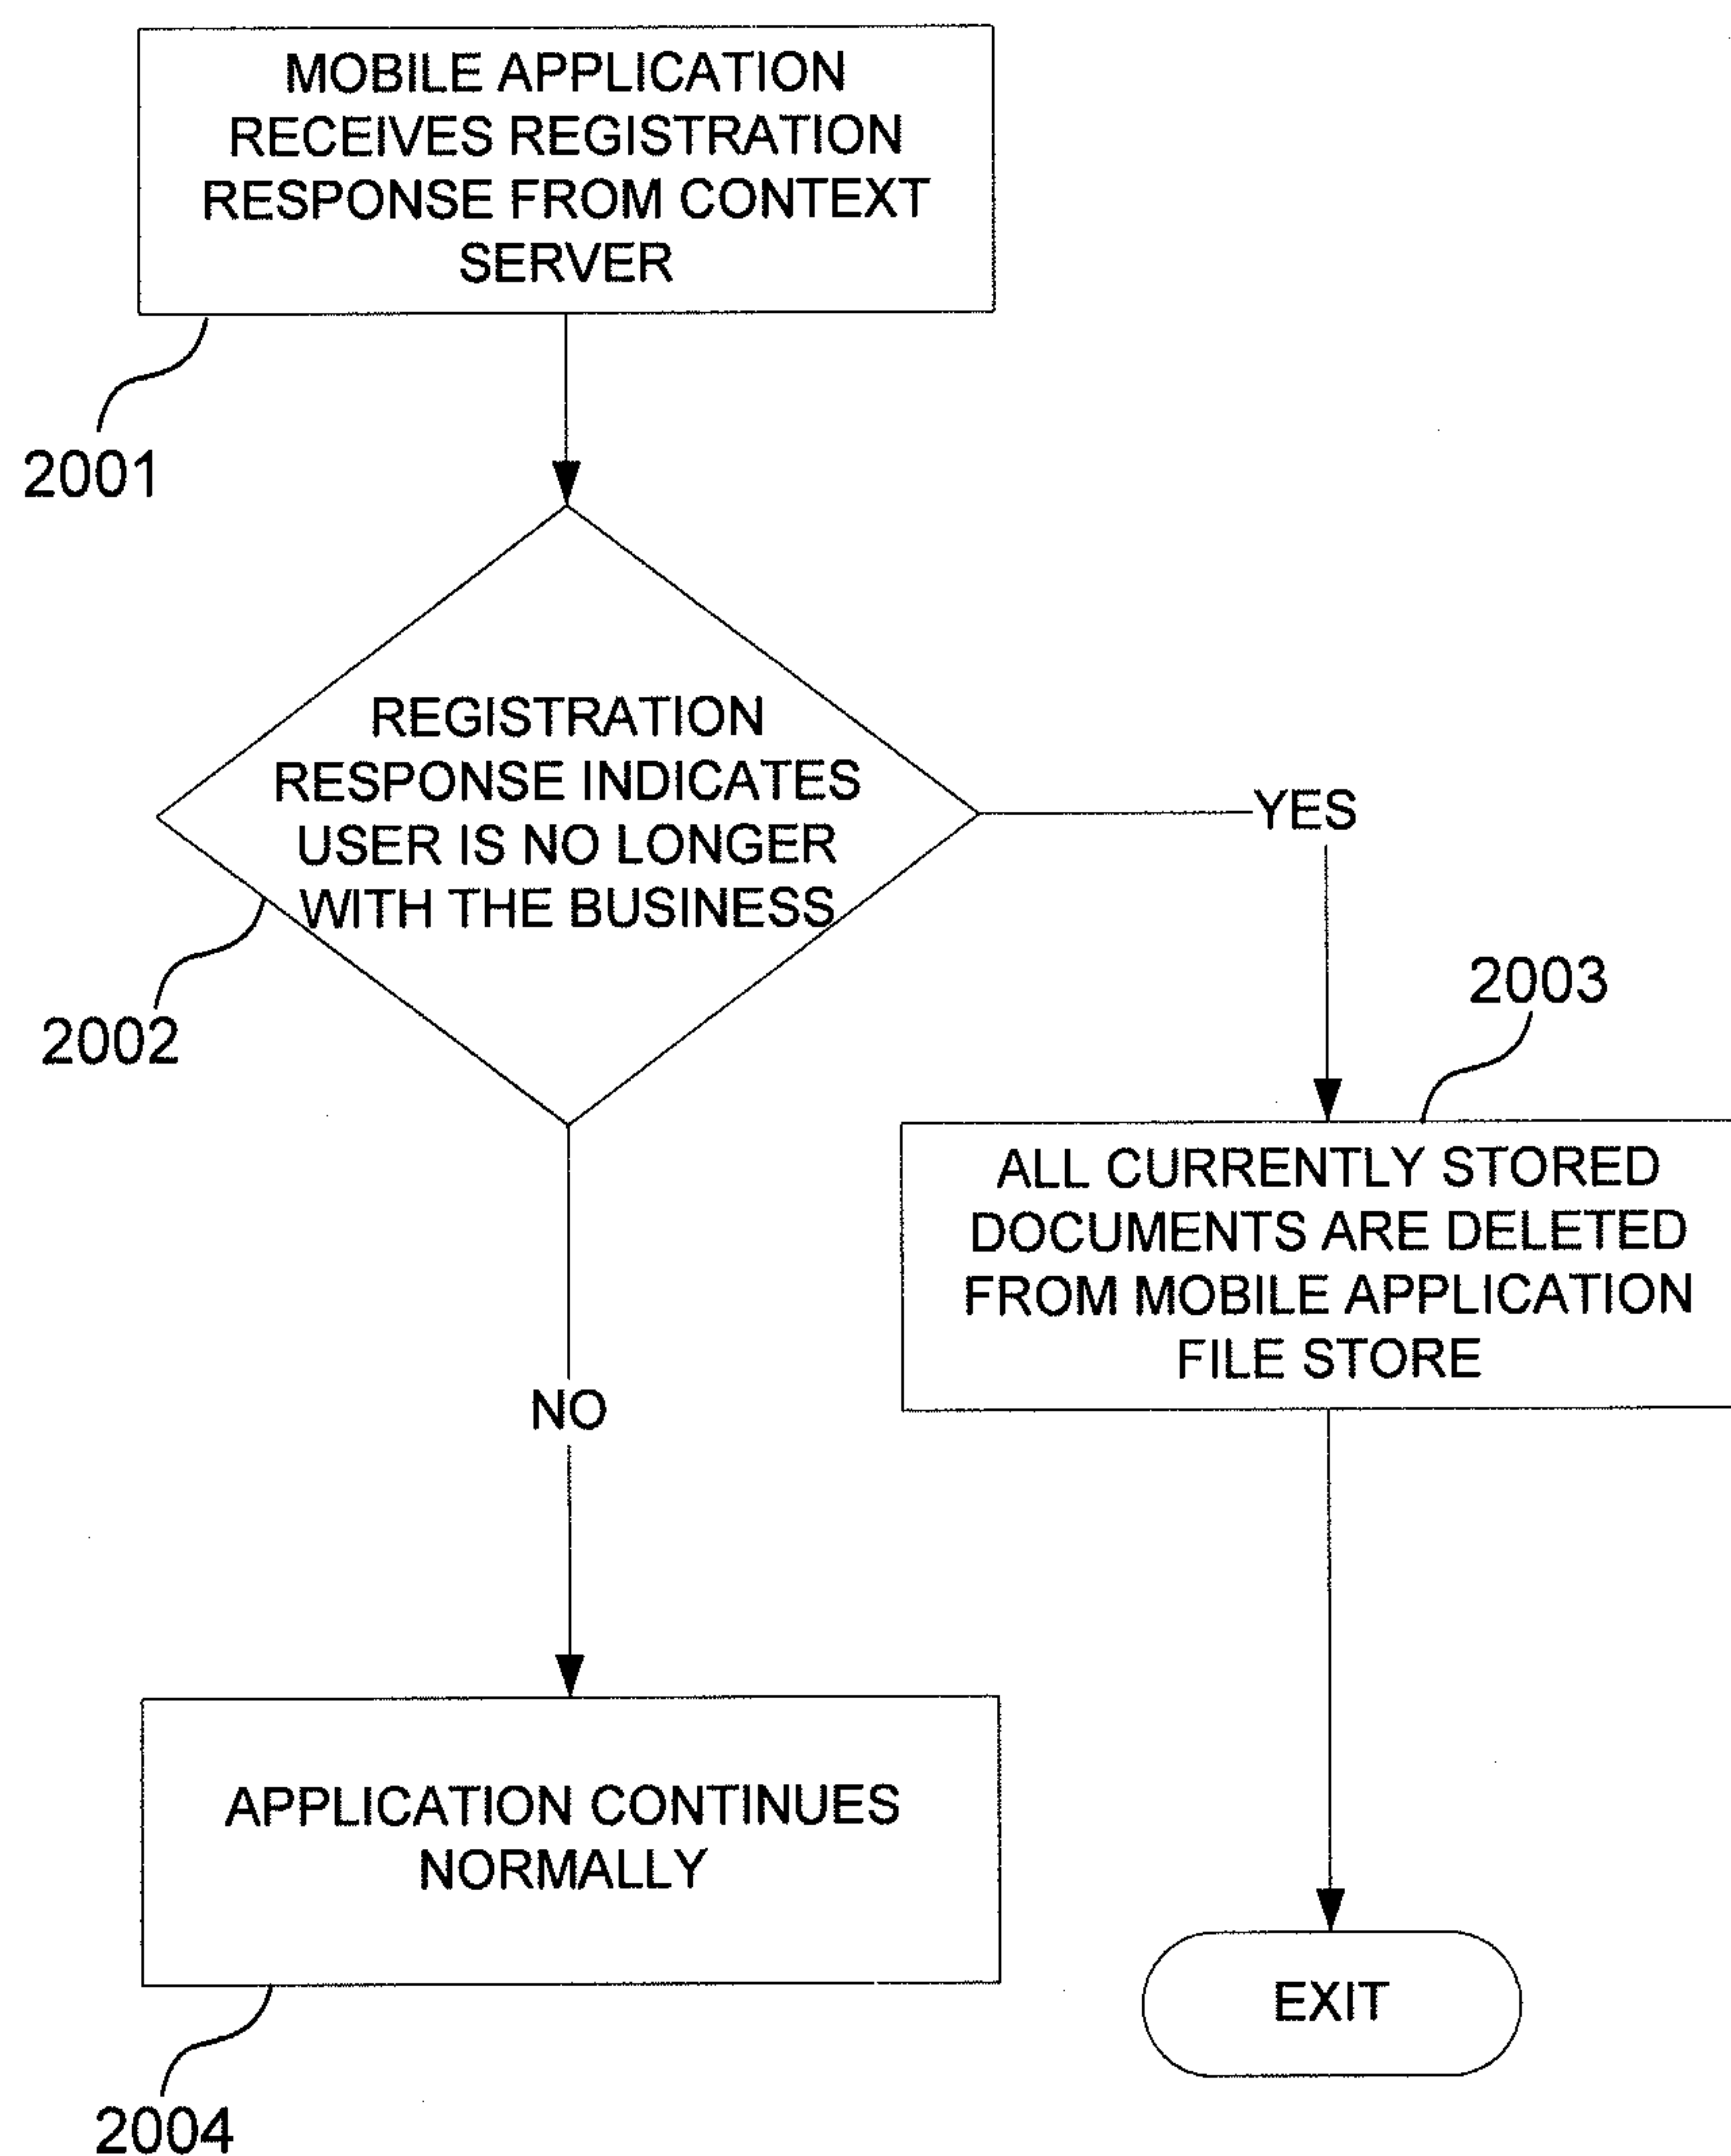 MOBILE APPLICATION
RECEIVES REGISTRATION
RESPONSE FROM CONTEXT
SERVER
2001
REGISTRATION
RESPONSE INDICATES
USER IS NO LONGER
WITH THE BUSINESS
YES
2002
2003
ALL CURRENTLY STORED
DOCUMENTS ARE DELETED
FROM MOBILE APPLICATION
FILE STORE
NO
APPLICATION CONTINUES
NORMALLY
2004
EXIT